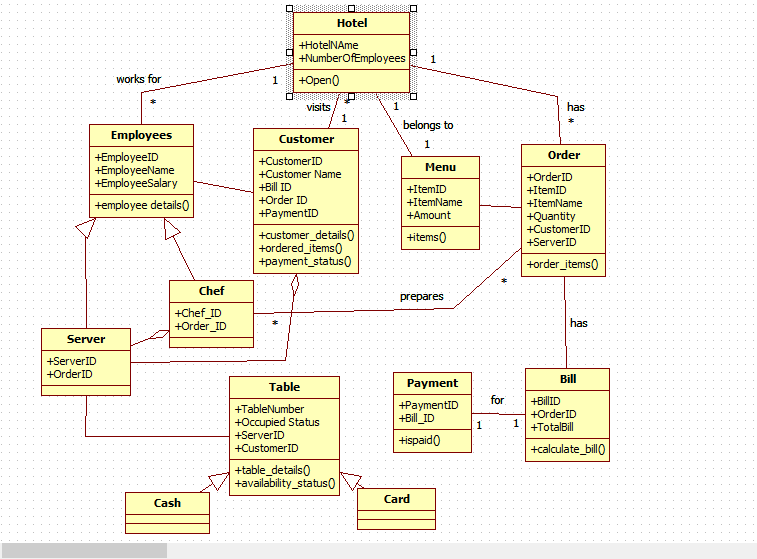 Hotel
+HotelNAme
+NumberOfEmployees
+Open()
1
1
works for
*
visits
*
1
1
belongs to
1
has
*
Employees
+EmployeeID
+EmployeeName
+EmployeeSalary
+employee details()
Customer
+CustomerID
+Customer Name
+Bill ID
+Order ID
+PaymentID
+customer_details()
+ordered_items()
+payment_status()
Menu
+ItemID
+ItemName
+Amount
+items()
Order
+OrderID
+ItemID
+ItemName
+Quantity
+CustomerID
+ServerID
+order_items()
Chef
+Chef_ID
+Order_ID
*
prepares
*
has
Server
+ServerID
+OrderID
Table
+TableNumber
+Occupied Status
+ServerID
+CustomerID
+table_details()
+availability_status()
Payment
+PaymentID
+Bill_ID
+ispaid()
for
1
1
Bill
+BillID
+OrderID
+TotalBill
+calculate_bill()
Cash
Card